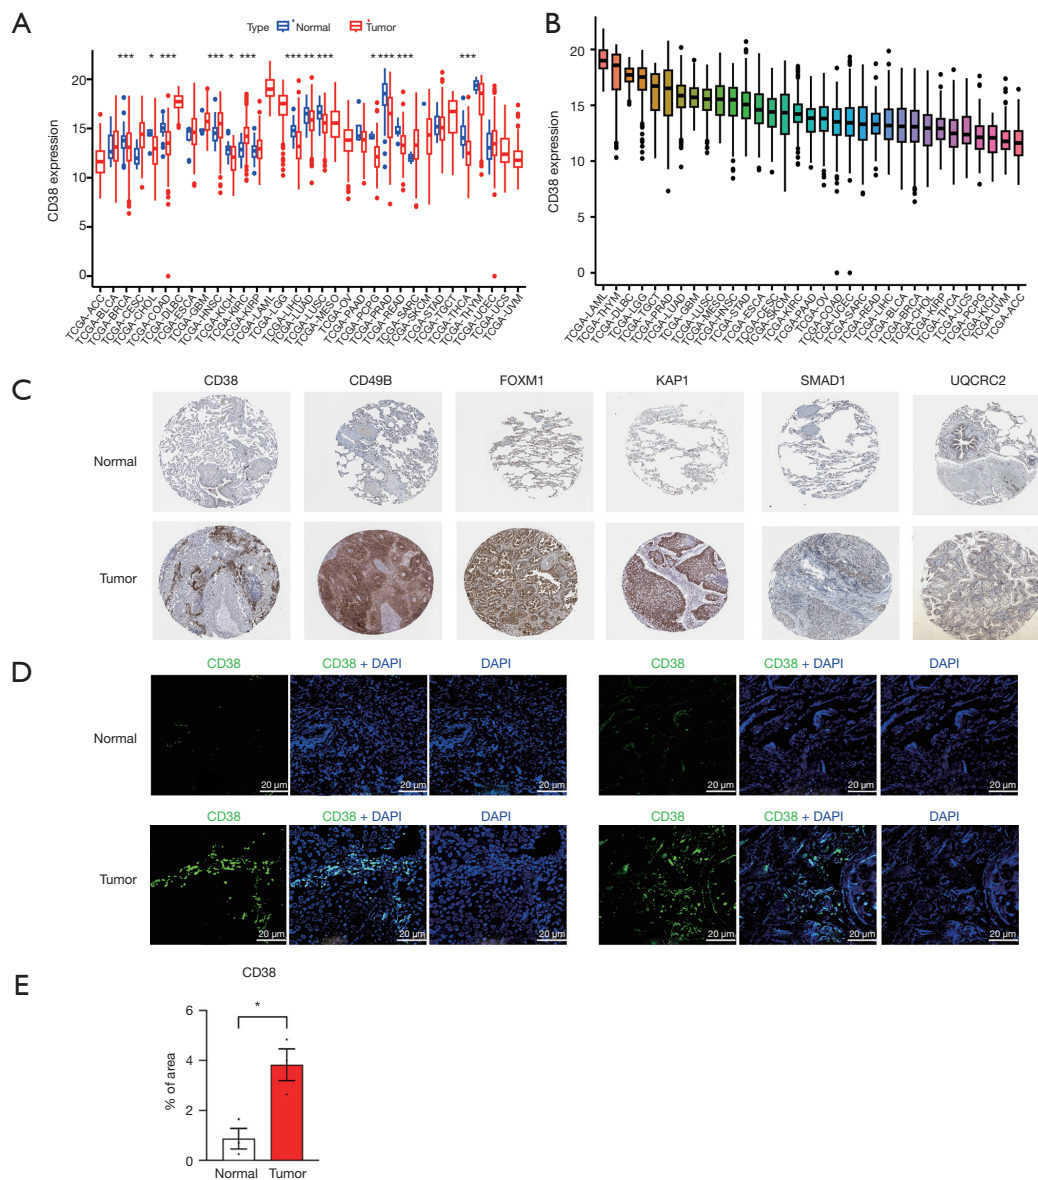 A
Type Normal Tumor
*** * *** *** * *** *** *** *** * *** *** ***
CD38 expression
20
15
10
5
0
TCGA-ACC
TCGA-BLCA
TCGA-BRCA
TCGA-CESC
TCGA-CHOL
TCGA-COAD
TCGA-DLBC
TCGA-ESCA
TCGA-GBM
TCGA-HNSC
TCGA-KICH
TCGA-KIRC
TCGA-KIRP
TCGA-LAML
TCGA-LGG
TCGA-LIHC
TCGA-LUAD
TCGA-LUSC
TCGA-MESO
TCGA-OV
TCGA-PAAD
TCGA-PCPG
TCGA-PRAD
TCGA-READ
TCGA-SARC
TCGA-SKCM
TCGA-STAD
TCGA-TGCT
TCGA-THCA
TCGA-THYM
TCGA-UCEC
TCGA-UCS
TCGA-UVM
B
CD38 expression
20
15
10
5
0
TCGA-LAML
TCGA-THYM
TCGA-DLBC
TCGA-LGG
TCGA-TGCT
TCGA-PRAD
TCGA-LUAD
TCGA-GBM
TCGA-LUSC
TCGA-MESO
TCGA-HNSC
TCGA-STAD
TCGA-ESCA
TCGA-CESC
TCGA-SKCM
TCGA-KIRC
TCGA-PAAD
TCGA-OV
TCGA-COAD
TCGA-UCEC
TCGA-SARC
TCGA-READ
TCGA-LIHC
TCGA-BLCA
TCGA-BRCA
TCGA-CHOL
TCGA-KIRP
TCGA-THCA
TCGA-UCS
TCGA-PCPG
TCGA-KICH
TCGA-UVM
TCGA-ACC
C
CD38 CD49B FOXM1 KAP1 SMAD1 UQCRC2
Normal
Tumor
D
CD38 CD38 + DAPI DAPI CD38 CD38 + DAPI DAPI
Normal
20 µm 20 µm 20 µm 20 µm 20 µm 20 µm
CD38 CD38 + DAPI DAPI CD38 CD38 + DAPI DAPI
Tumor
20 µm 20 µm 20 µm 20 µm 20 µm 20 µm
E
CD38
*
% of area
6
4
2
0
Normal Tumor